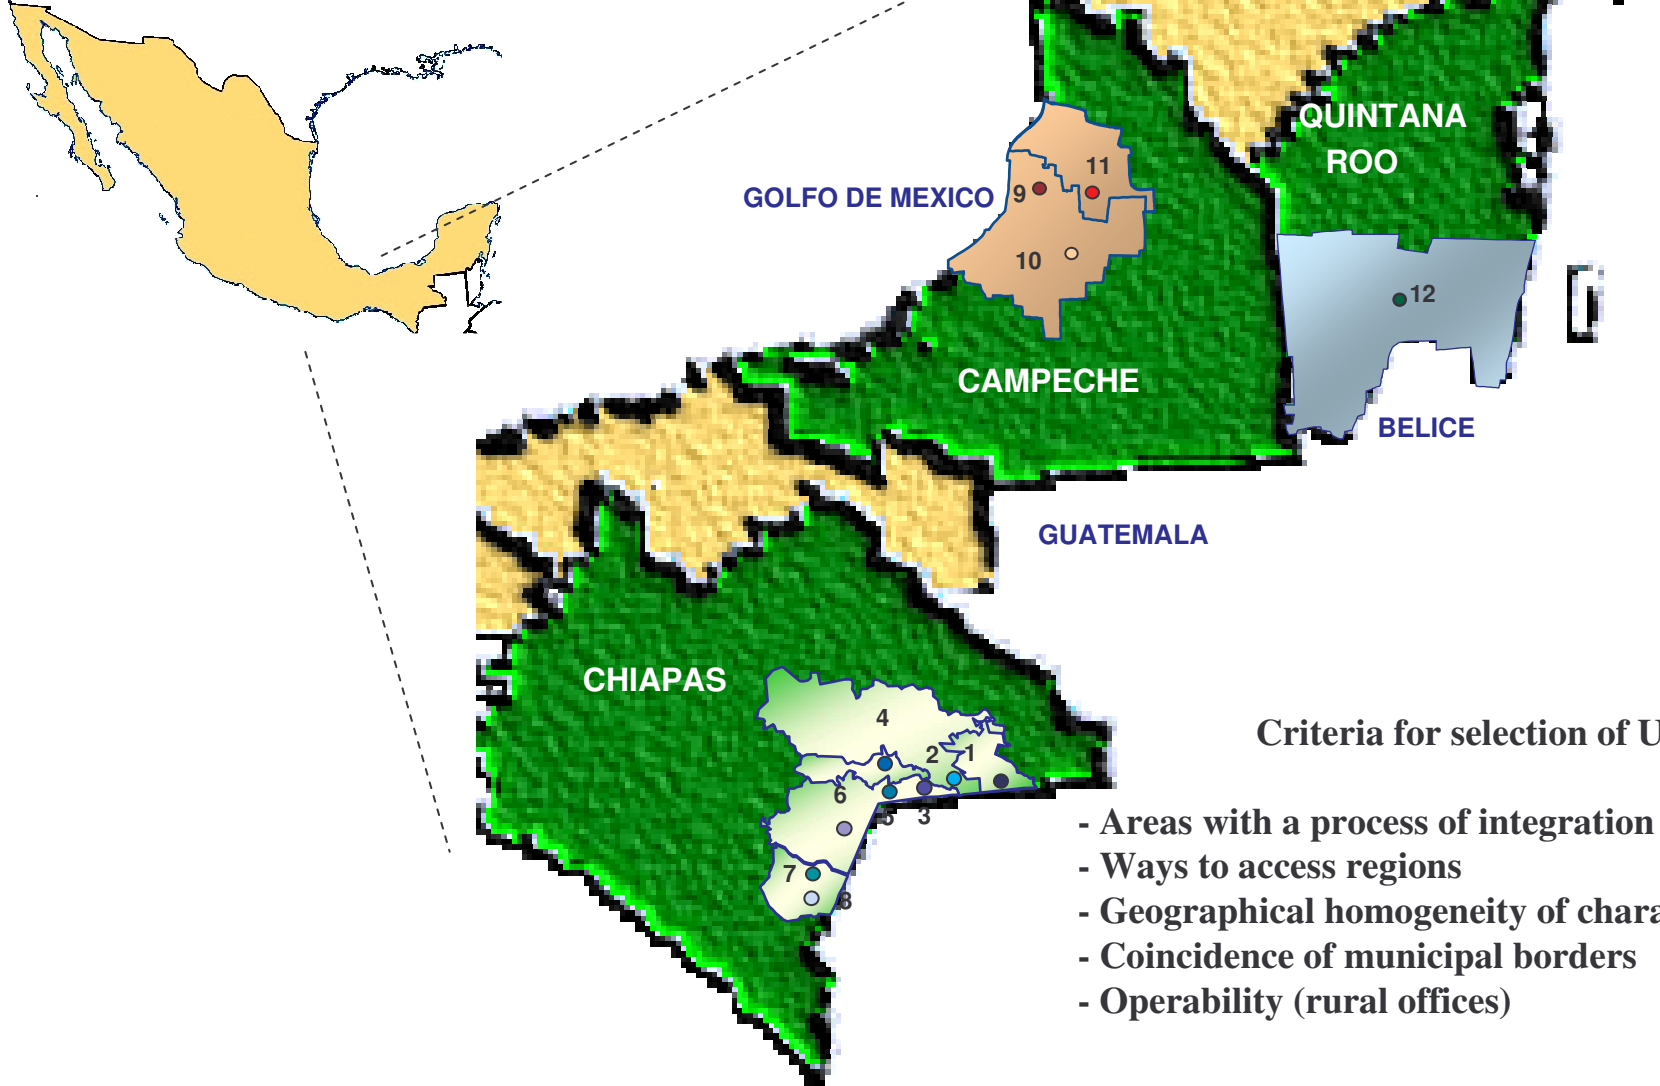 QUINTANA
ROO
11
9
GOLFO DE MEXICO
10
12
CAMPECHE
BELICE
GUATEMALA
CHIAPAS
4
2
1
6
5
3
7
8
Criteria for selection of U
- Areas with a process of integration
- Ways to access regions
- Geographical homogeneity of chara
- Coincidence of municipal borders
- Operability (rural offices)